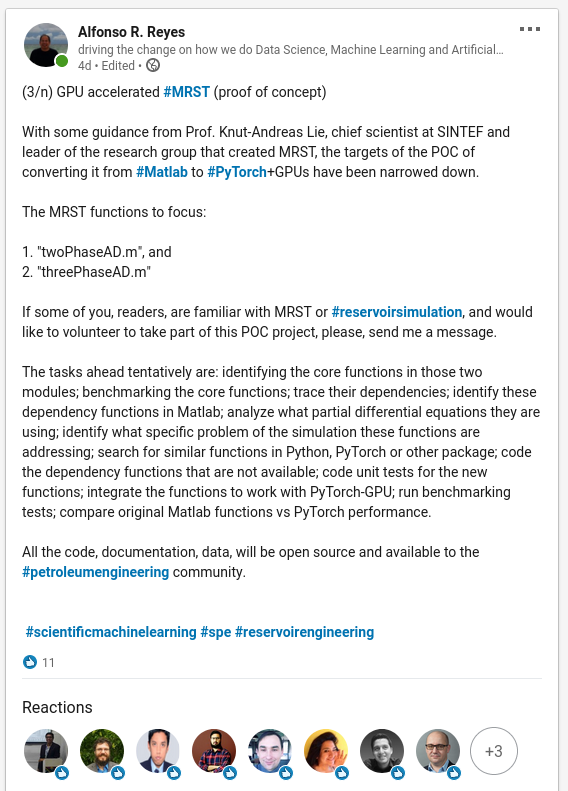 Alfonso R. Reyes
driving the change on how we do Data Science, Machine Learning and Artificial...
4d • Edited •
(3/n) GPU accelerated #MRST (proof of concept)
With some guidance from Prof. Knut-Andreas Lie, chief scientist at SINTEF and
leader of the research group that created MRST, the targets of the POC of
converting it from #Matlab to #PyTorch+GPUs have been narrowed down.
The MRST functions to focus:
1. "twoPhaseAD.m", and
2. "threePhaseAD.m"
If some of you, readers, are familiar with MRST or #reservoirsimulation, and would
like to volunteer to take part of this POC project, please, send me a message.
The tasks ahead tentatively are: identifying the core functions in those two
modules; benchmarking the core functions; trace their dependencies; identify these
dependency functions in Matlab; analyze what partial differential equations they are
using; identify what specific problem of the simulation these functions are
addressing; search for similar functions in Python, PyTorch or other package; code
the dependency functions that are not available; code unit tests for the new
functions; integrate the functions to work with PyTorch-GPU; run benchmarking
tests; compare original Matlab functions vs PyTorch performance.
All the code, documentation, data, will be open source and available to the
#petroleumengineering community.
#scientificmachinelearning #spe #reservoirengineering
11
Reactions
+3